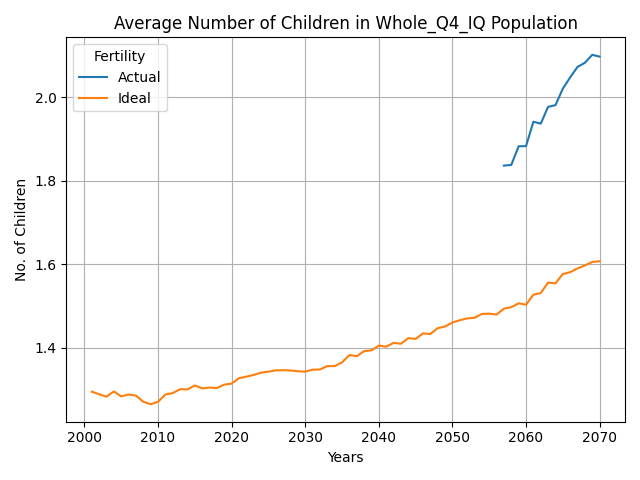 Average Number of Children in Whole_Q4_IQ Population
Fertility
Actual
Ideal
No. of Children
2.0
1.8
1.6
1.4
2000 2010 2020 2030 2040 2050 2060 2070
Years